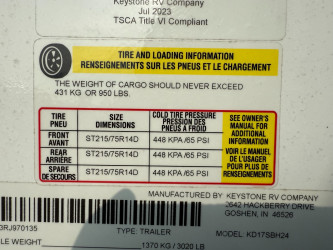 Keystone RV Company
Jul 2023
TSCA Title VI Compliant
TIRE AND LOADING INFORMATION
RENSEIGNEMENTS SUR LES PNEUS ET LE CHARGEMENT
THE WEIGHT OF CARGO SHOULD NEVER EXCEED
431 KG OR 950 LBS
TIRE PNEU SIZE DIMENSIONS COLD TIRE PRESSURE PRESSION DES PNEUS À FROID
FRONT AVANT ST215/75R14D 448 KPA /65 PSI
REAR ARRIÈRE ST215/75R14D 448 KPA /65 PSI
SPARE DE SECOURS ST215/75R14D 448 KPA /65 PSI
SEE OWNER'S
MANUAL FOR
ADDITIONAL
INFORMATION
VOIR LE MANUEL
DE L'USAGER
POUR PLUS DE
RENSEIGNEMENTS
MANUFACTURED BY KEYSTONE RV COMPANY
2642 HACKBERRY DRIVE
GOSHEN, IN 46526
RJ970135 TYPE: TRAILER MODEL: KD17SBH24
LE WEIGHT 1370 KG / 3020 LB